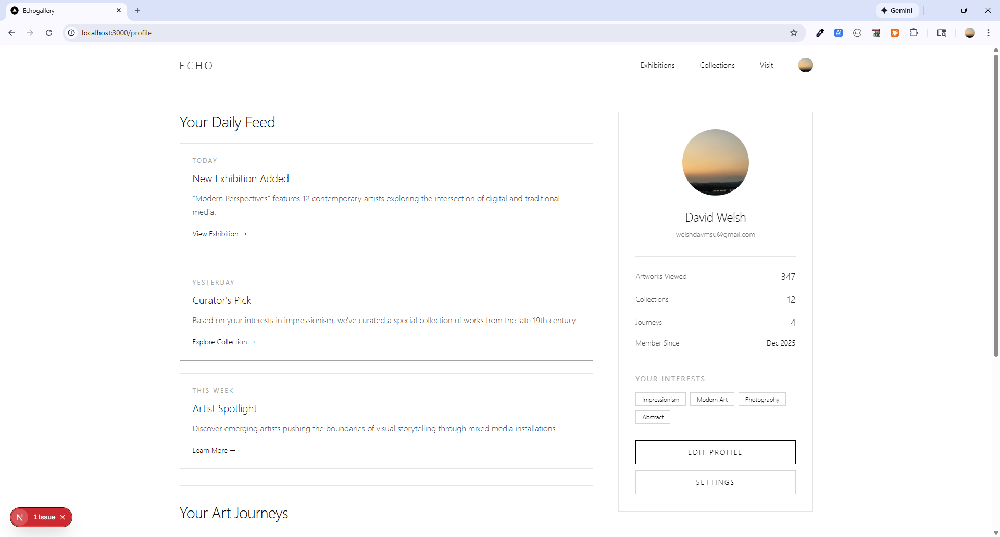 Echogallery
Gemini
localhost:3000/profile
ECHO
Exhibitions
Collections
Visit
Your Daily Feed
TODAY
New Exhibition Added
"Modern Perspectives" features 12 contemporary artists exploring the intersection of digital and traditional
media.
View Exhibition →
YESTERDAY
Curator's Pick
Based on your interests in impressionism, we've curated a special collection of works from the late 19th century.
Explore Collection →
THIS WEEK
Artist Spotlight
Discover emerging artists pushing the boundaries of visual storytelling through mixed media installations.
Learn More →
Your Art Journeys
David Welsh
welshdavmsu@gmail.com
Artworks Viewed 347
Collections 12
Journeys 4
Member Since Dec 2025
YOUR INTERESTS
Impressionism Modern Art Photography
Abstract
EDIT PROFILE
SETTINGS
N 1 Issue